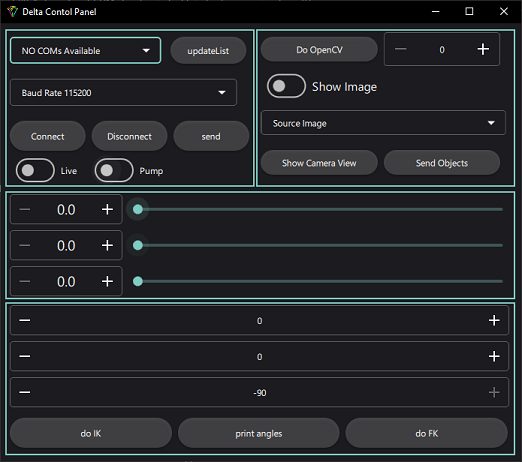 Delta Contol Panel
NO COMs Available
updateList
Baud Rate 115200
Connect
Disconnect
send
Live
Pump
Do OpenCV
0
Show Image
Source Image
Show Camera View
Send Objects
0.0
0.0
0.0
0
0
-90
do IK
print angles
do FK